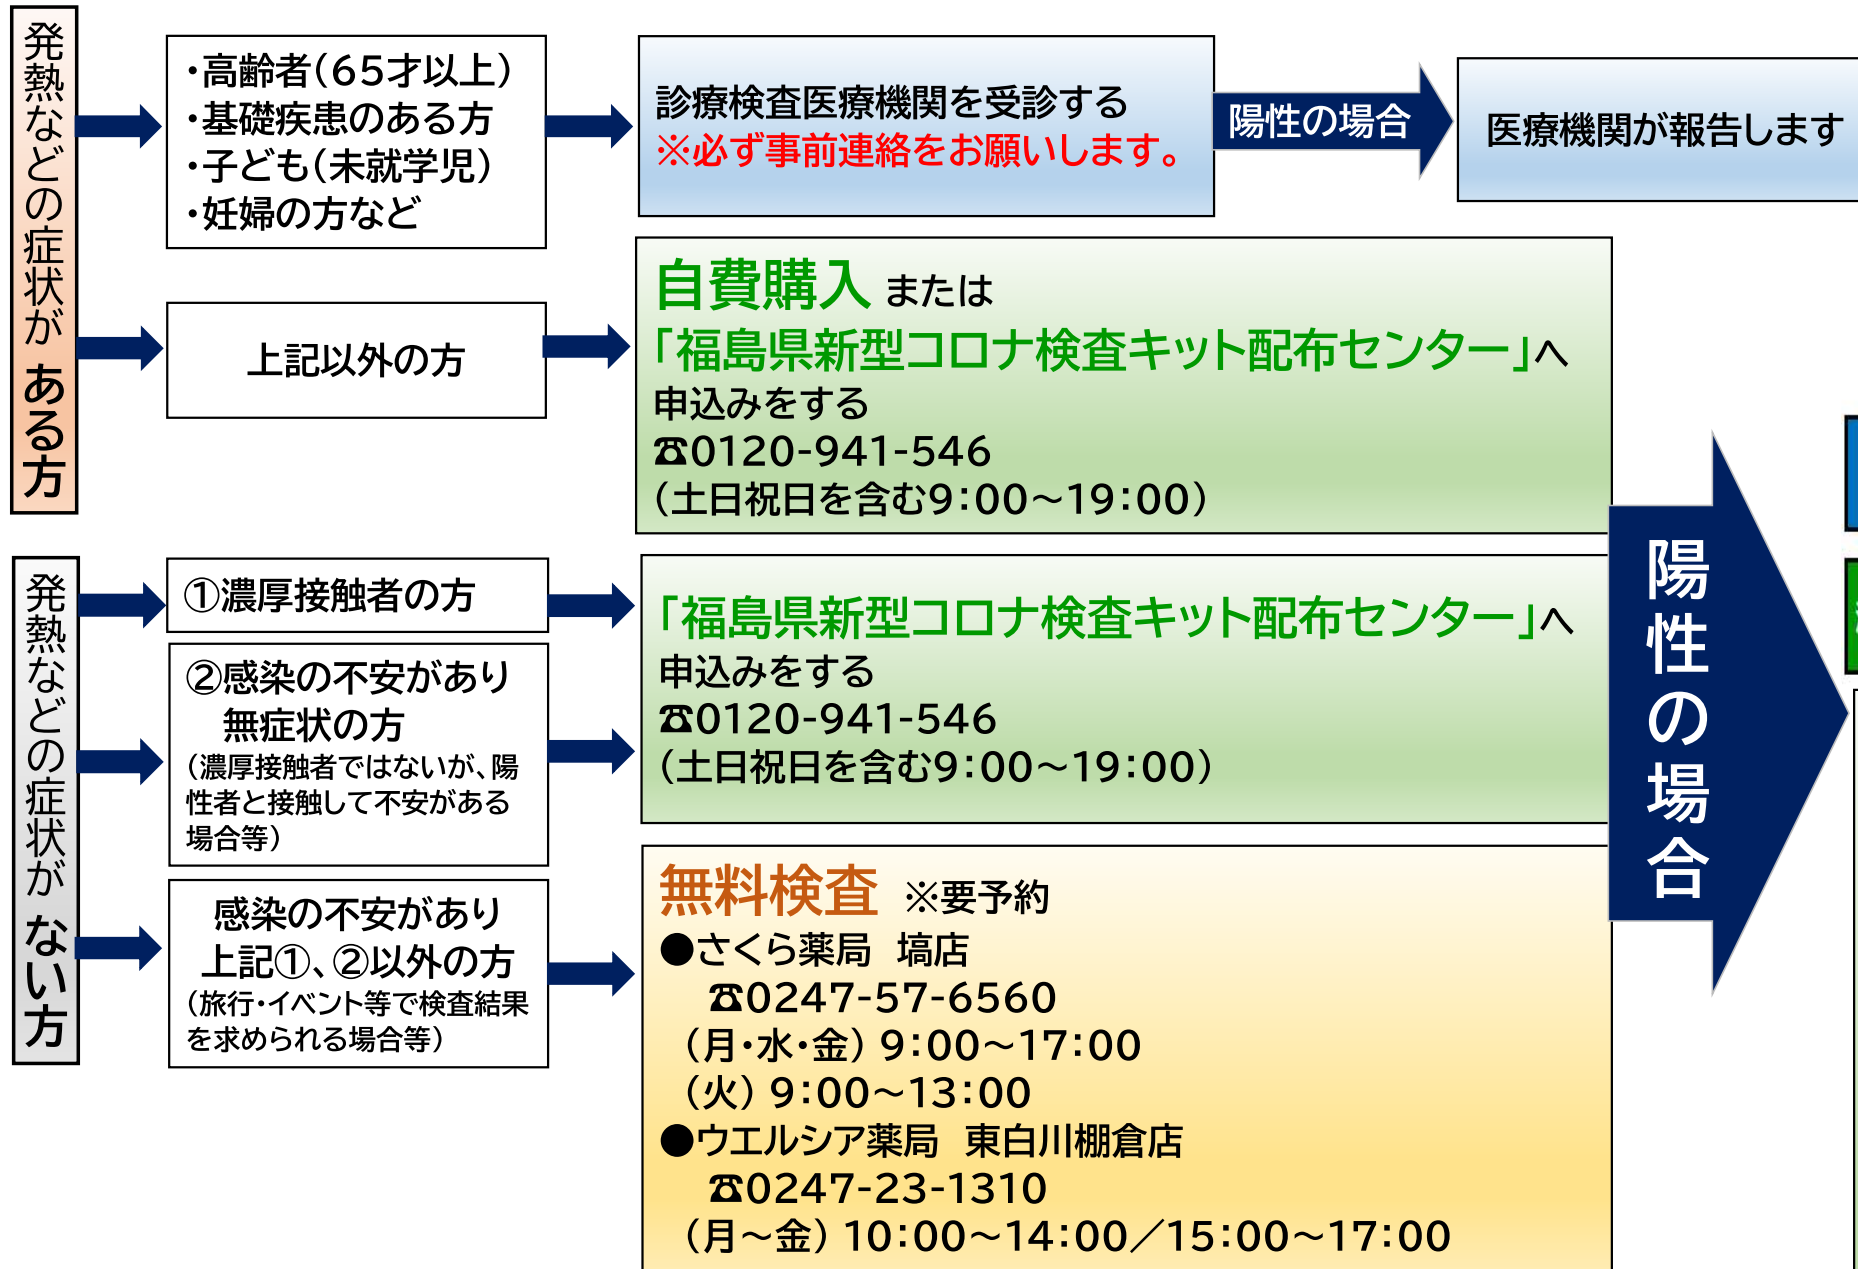 発熱などの症状が ある方
・高齢者（65才以上）
・基礎疾患のある方
・子ども（未就学児）
・妊婦の方など
診療検査医療機関を受診する
※必ず事前連絡をお願いします。
陽性の場合
医療機関が報告します
上記以外の方
自費購入 または
「福島県新型コロナ検査キット配布センター」へ
申込みをする
☎0120-941-546
（土日祝日を含む9：00～19：00）
発熱などの症状が ない方
①濃厚接触者の方
②感染の不安があり
無症状の方
（濃厚接触者ではないが、陽
性者と接触して不安がある
場合等）
「福島県新型コロナ検査キット配布センター」へ
申込みをする
☎0120-941-546
（土日祝日を含む9：00～19：00）
感染の不安があり
上記①、②以外の方
（旅行・イベント等で検査結果
を求められる場合等）
無料検査 ※要予約
●さくら薬局　塙店
☎0247-57-6560
（月・水・金）9：00～17：00
（火）9：00～13：00
●ウエルシア薬局　東白川棚倉店
☎0247-23-1310
（月～金）10：00～14：00／15：00～17：00
陽性の場合